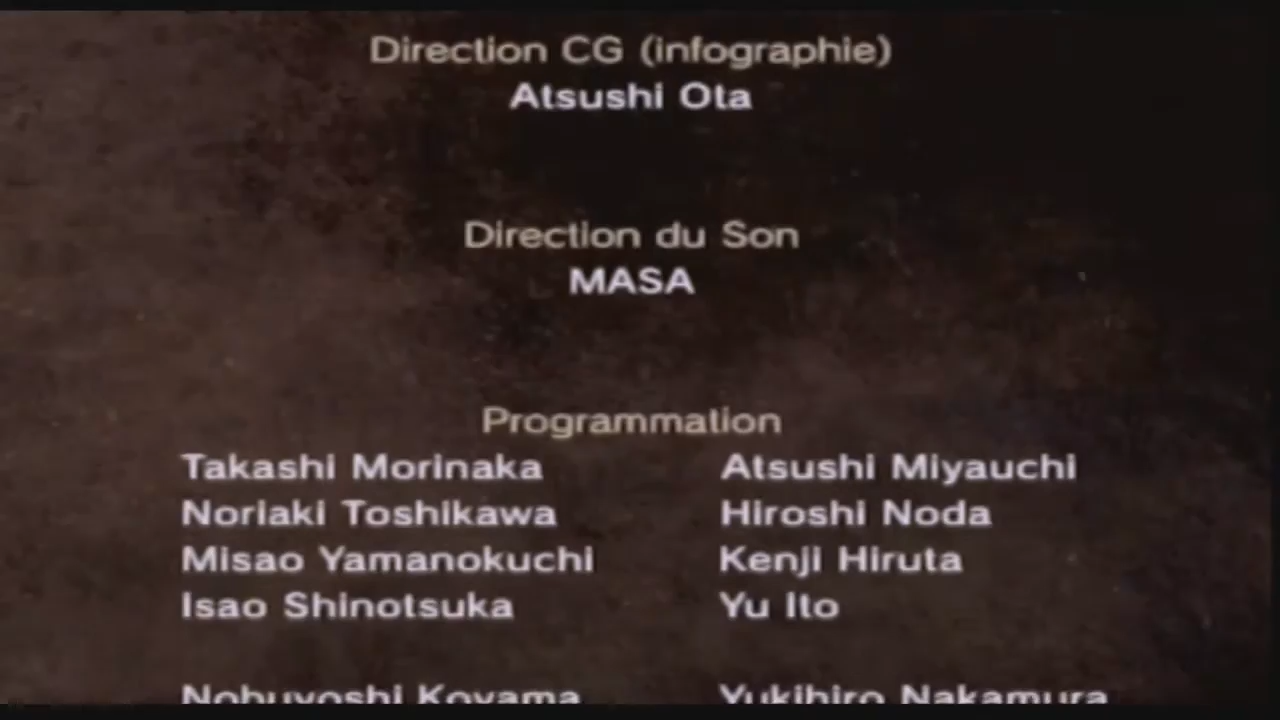 Direction CG (infographie)
Atsushi Ota
Direction du Son
MASA
Programmation
Takashi Morinaka Atsushi Miyauchi
Noriaki Toshikawa Hiroshi Noda
Misao Yamanokuchi Kenji Hiruta
Isao Shinotsuka Yu Ito
Nobuyoshi Koyama Yukihiro Nakamura